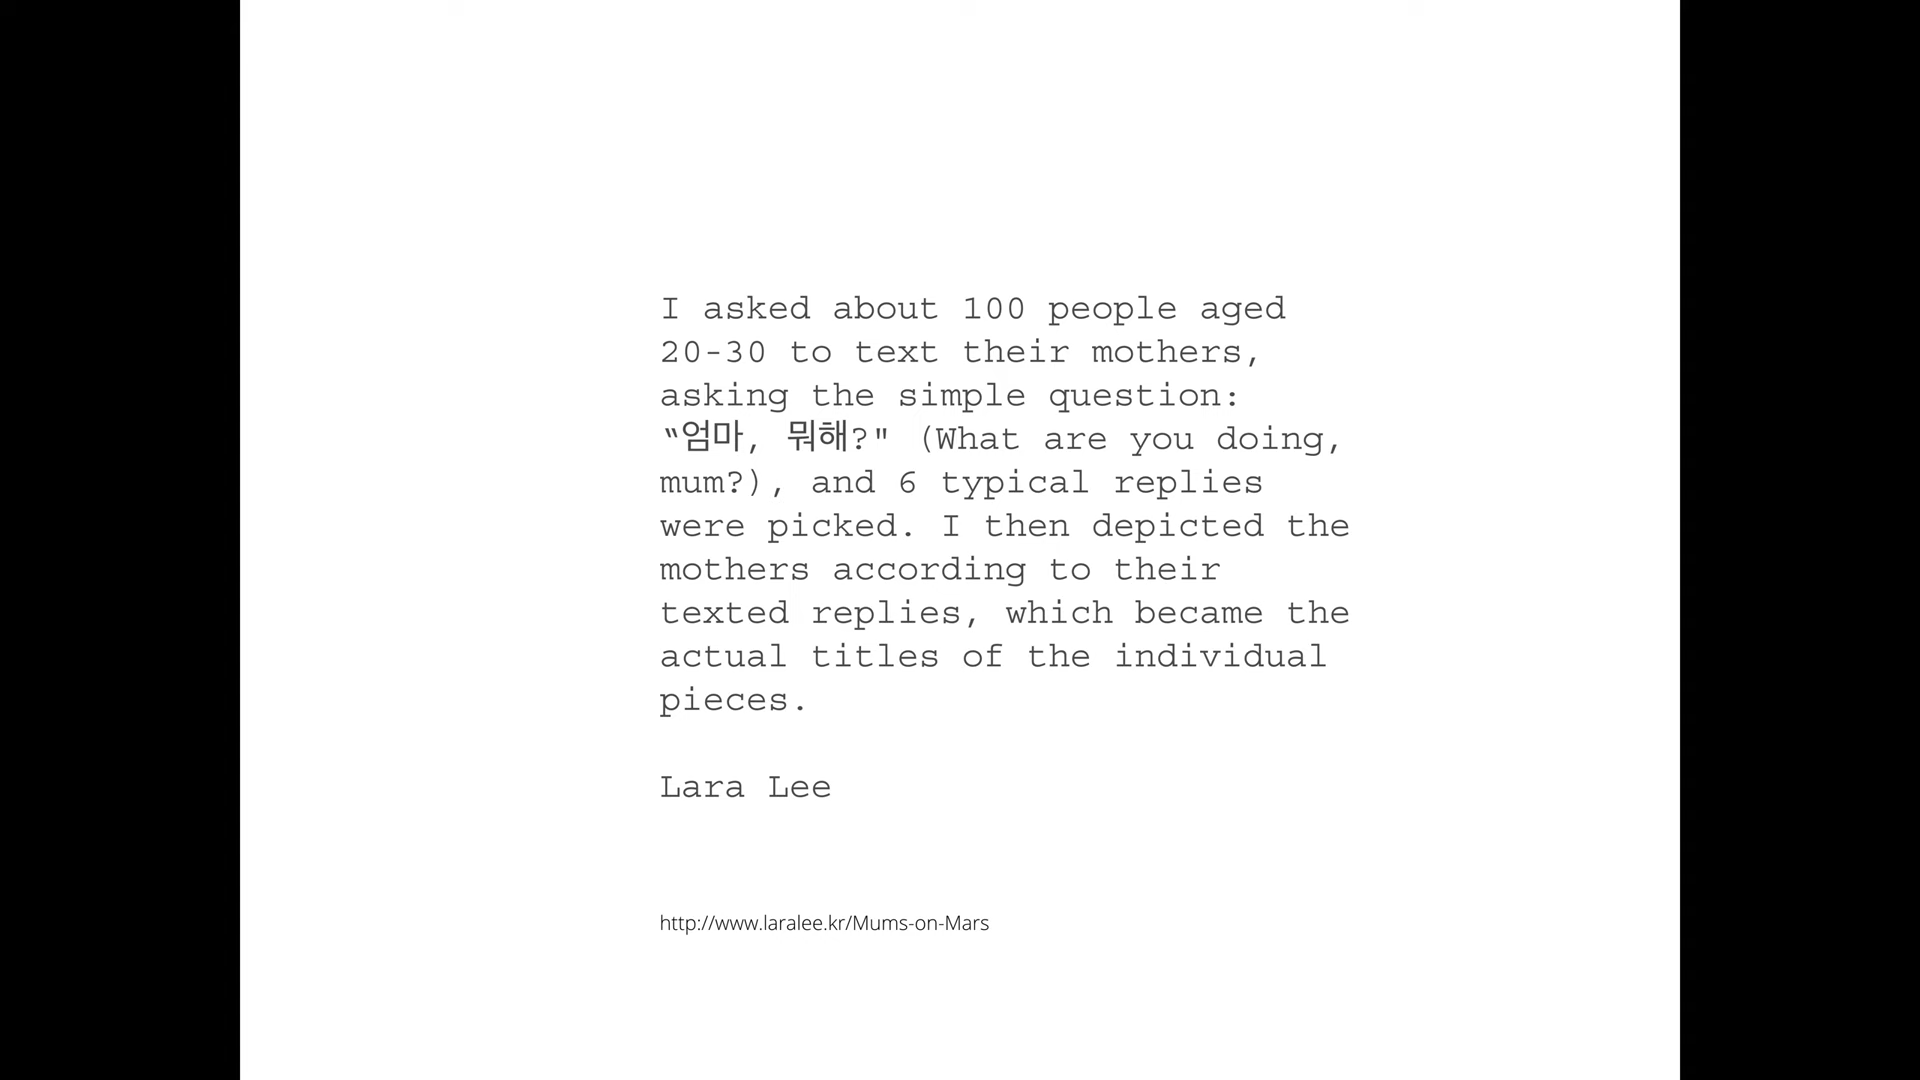 I asked about 100 people aged
20-30 to text their mothers,
asking the simple question:
“엄마, 뭐해?" (What are you doing,
mum?), and 6 typical replies
were picked. I then depicted the
mothers according to their
texted replies, which became the
actual titles of the individual
pieces.
Lara Lee
http://www.laralee.kr/Mums-on-Mars